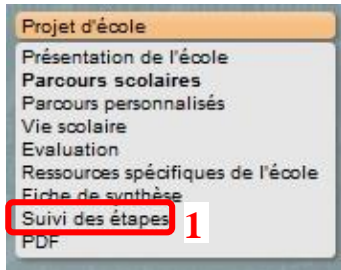 Projet d'école
Présentation de l'école
Parcours scolaires
Parcours personnalisés
Vie scolaire
Evaluation
Ressources spécifiques de l'école
Fiche de synthèse
Suivi des étapes 1
PDF